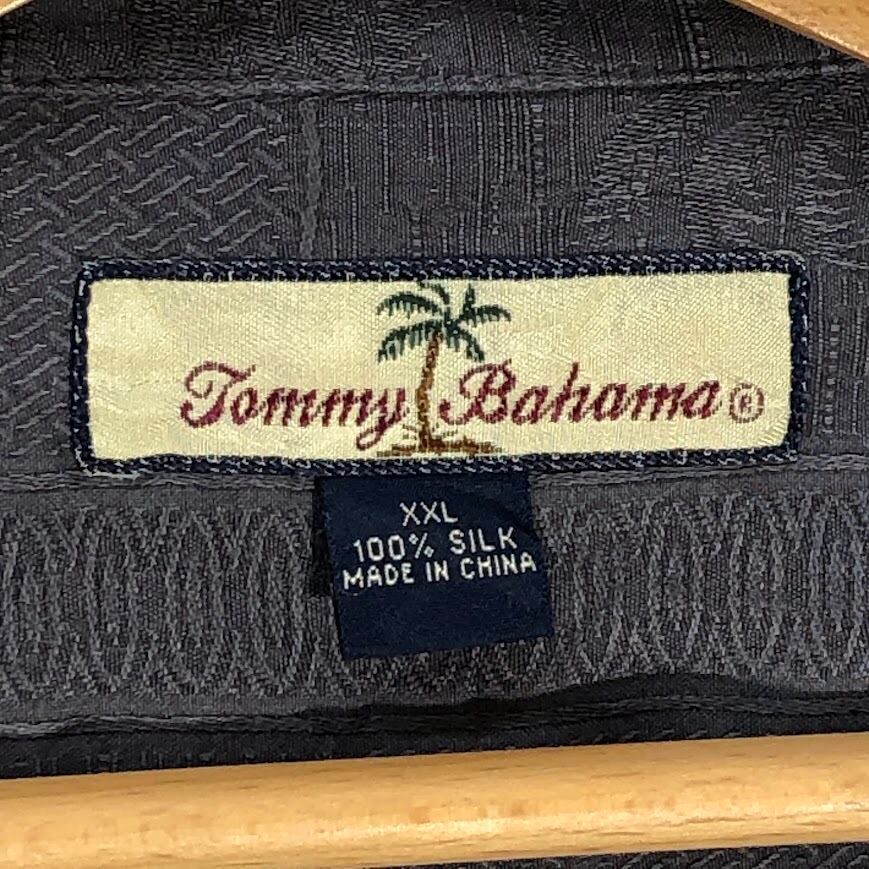 Tommy Bahama®
XXL
100% SILK
MADE IN CHINA